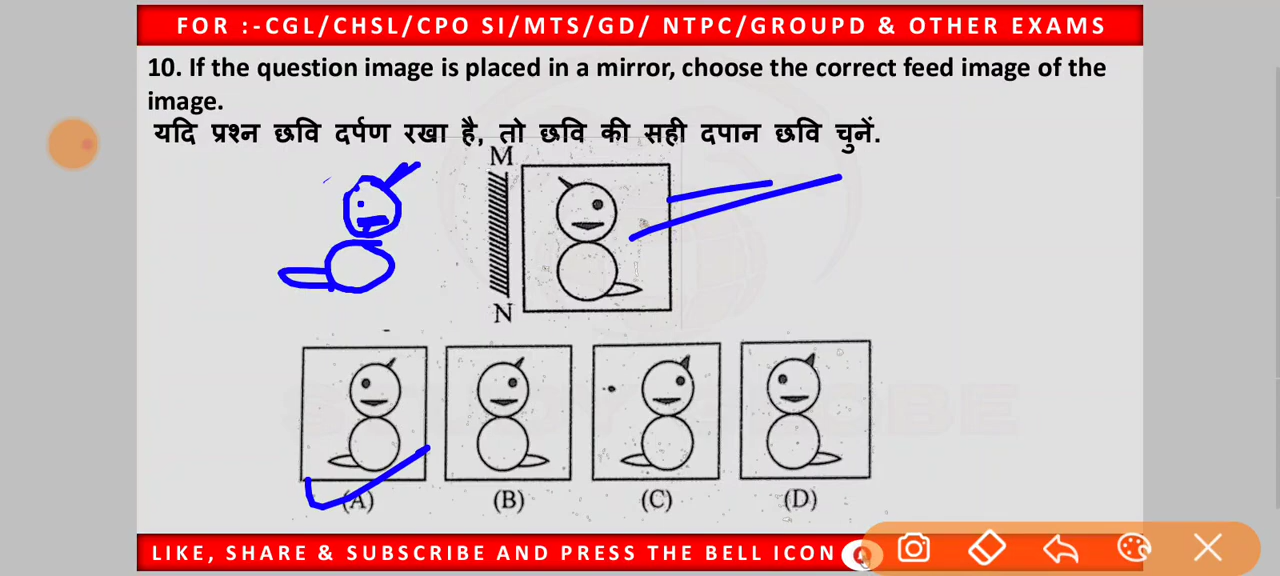 FOR :-CGL/CHSL/CPO SI/MTS/GD/ NTPC/GROUPD & OTHER EXAMS
10. If the question image is placed in a mirror, choose the correct feed image of the
image.
यदि प्रश्न छवि दर्पण रखा है, तो छवि की सही दपान छवि चुनें.
M
N
(A) (B) (C) (D)
LIKE, SHARE & SUBSCRIBE AND PRESS THE BELL ICON